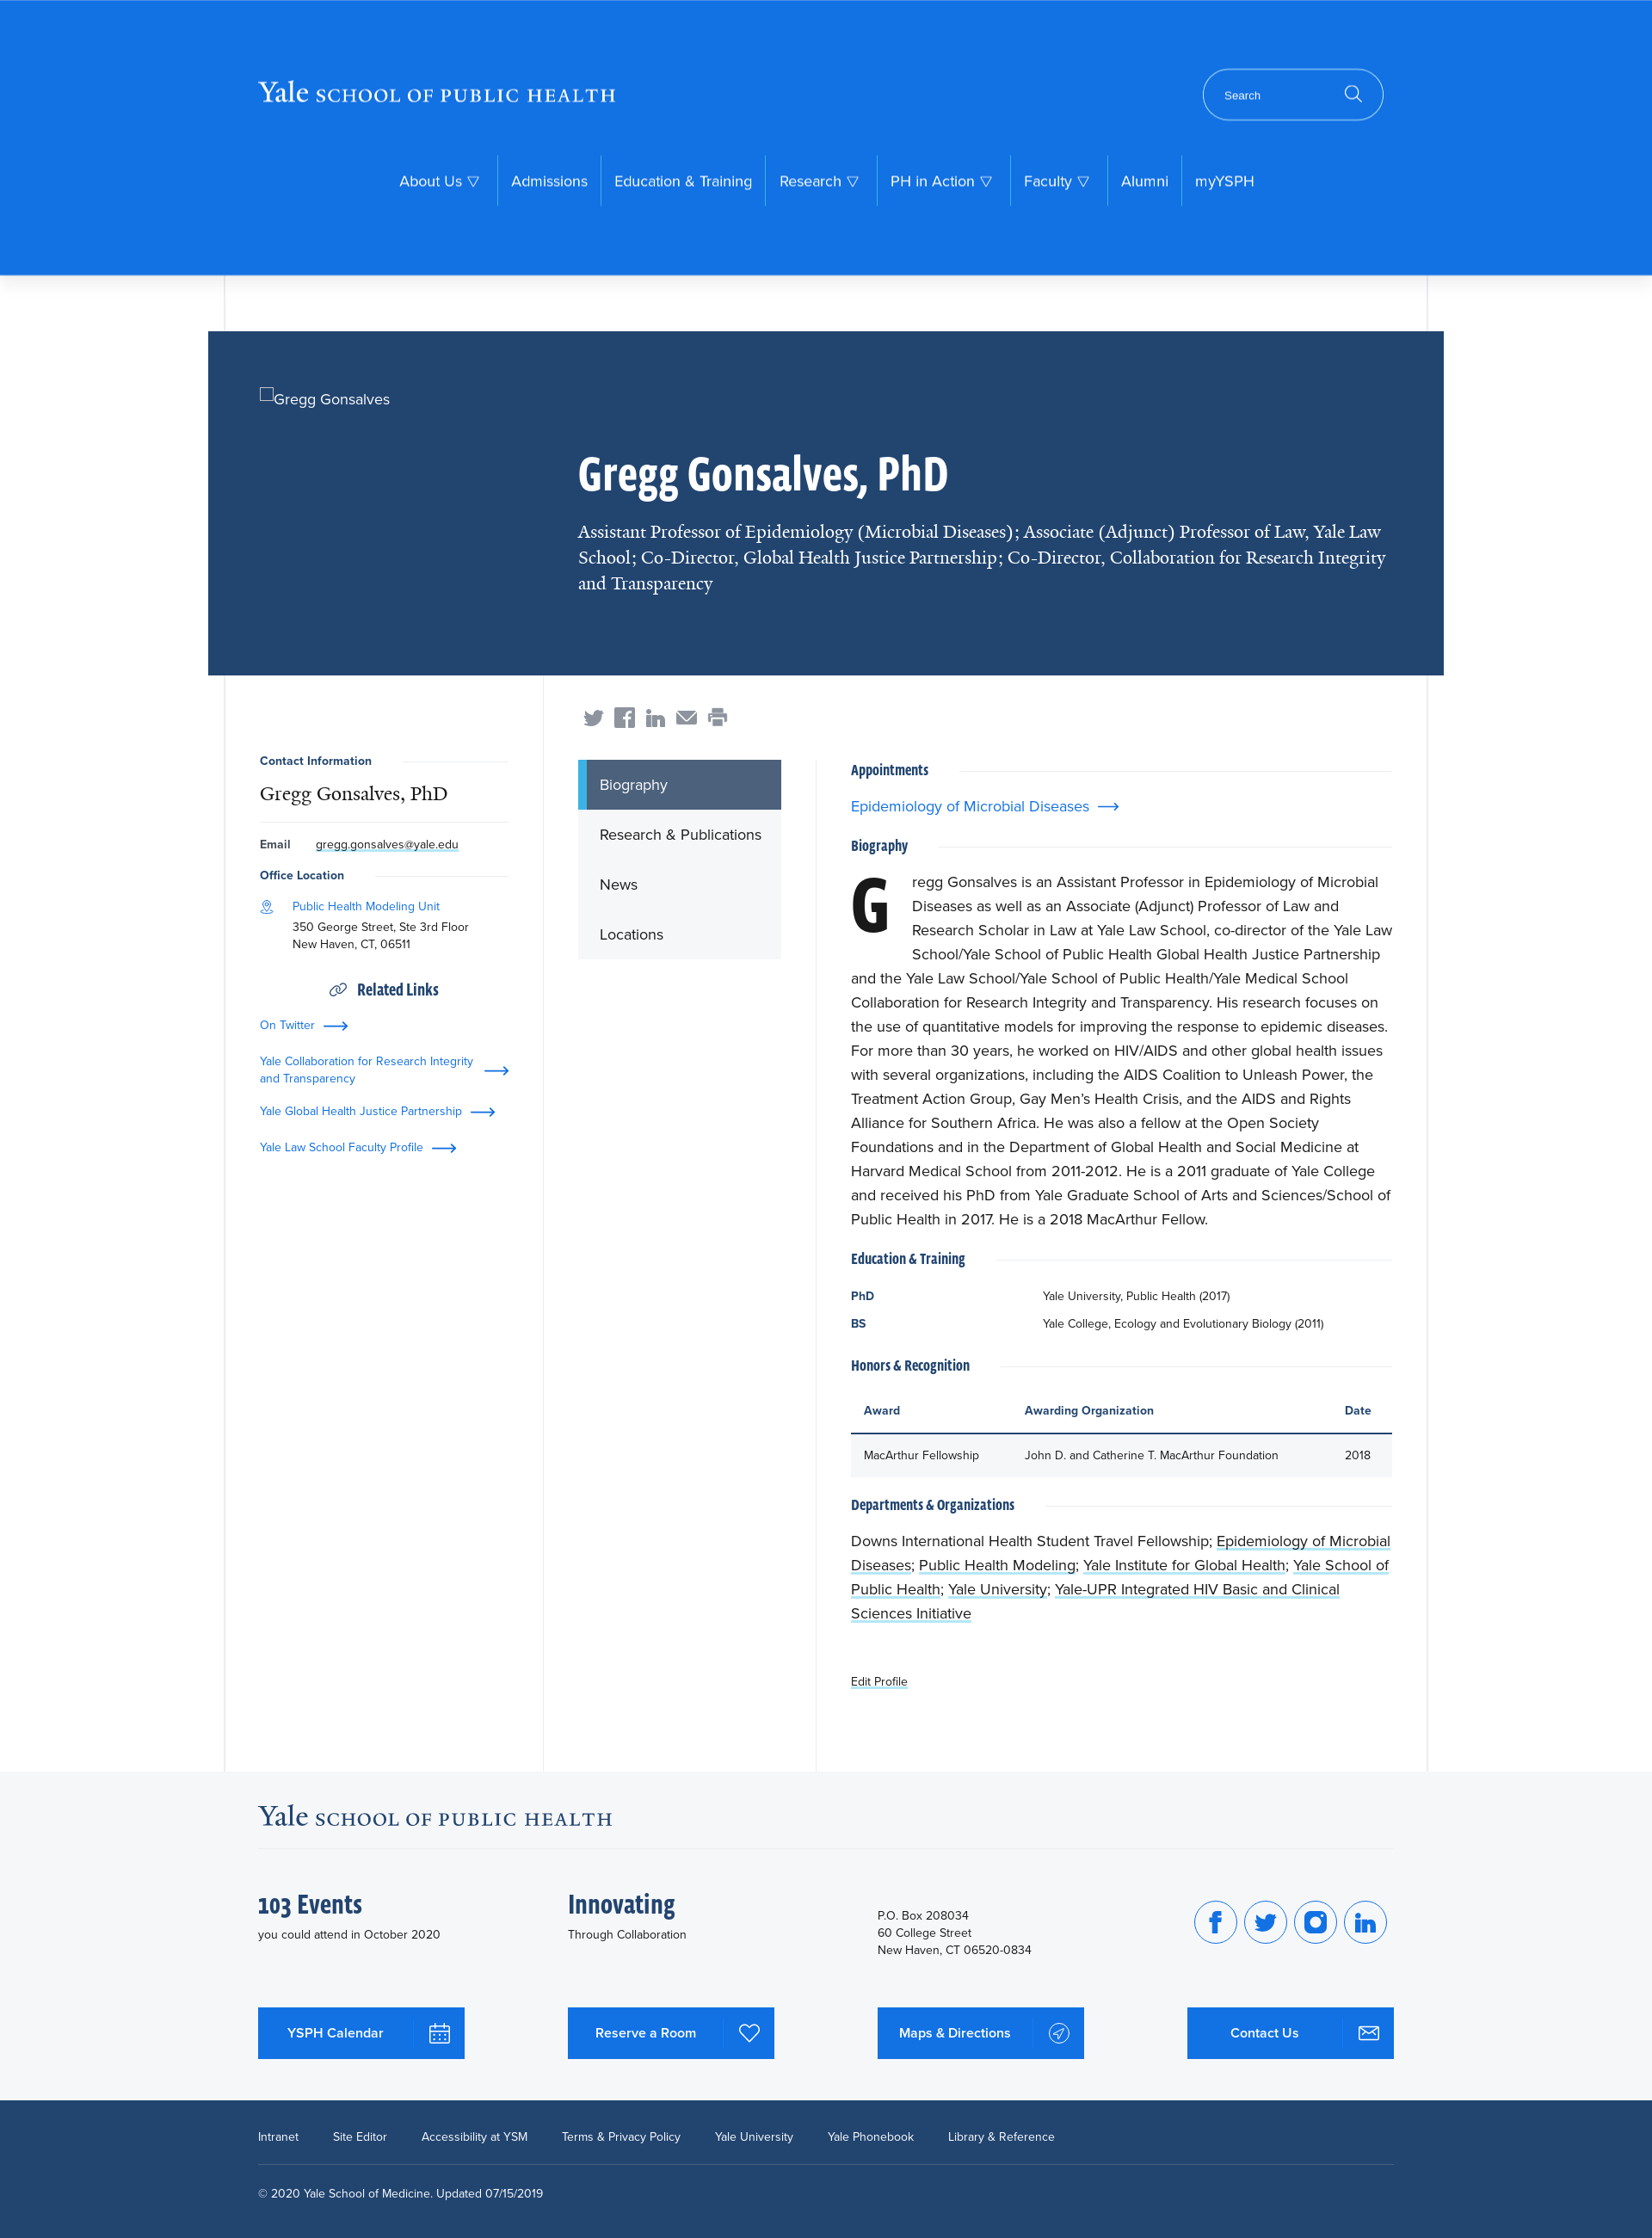 Yale SCHOOL OF PUBLIC HEALTH
Search
About Us
Admissions
Education & Training
Research
PH in Action
Faculty
Alumni
myYSPH
Gregg Gonsalves
Gregg Gonsalves, PhD
Assistant Professor of Epidemiology (Microbial Diseases); Associate (Adjunct) Professor of Law, Yale Law
School; Co-Director, Global Health Justice Partnership; Co-Director, Collaboration for Research Integrity
and Transparency
Contact Information
Gregg Gonsalves, PhD
Email gregg.gonsalves@yale.edu
Office Location
Public Health Modeling Unit
350 George Street, Ste 3rd Floor
New Haven, CT, 06511
Related Links
On Twitter
Yale Collaboration for Research Integrity
and Transparency
Yale Global Health Justice Partnership
Yale Law School Faculty Profile
Biography
Research & Publications
News
Locations
Appointments
Epidemiology of Microbial Diseases
Biography
Gregg Gonsalves is an Assistant Professor in Epidemiology of Microbial
Diseases as well as an Associate (Adjunct) Professor of Law and
Research Scholar in Law at Yale Law School, co-director of the Yale Law
School/Yale School of Public Health Global Health Justice Partnership
and the Yale Law School/Yale School of Public Health/Yale Medical School
Collaboration for Research Integrity and Transparency. His research focuses on
the use of quantitative models for improving the response to epidemic diseases.
For more than 30 years, he worked on HIV/AIDS and other global health issues
with several organizations, including the AIDS Coalition to Unleash Power, the
Treatment Action Group, Gay Men’s Health Crisis, and the AIDS and Rights
Alliance for Southern Africa. He was also a fellow at the Open Society
Foundations and in the Department of Global Health and Social Medicine at
Harvard Medical School from 2011-2012. He is a 2011 graduate of Yale College
and received his PhD from Yale Graduate School of Arts and Sciences/School of
Public Health in 2017. He is a 2018 MacArthur Fellow.
Education & Training
PhD Yale University, Public Health (2017)
BS Yale College, Ecology and Evolutionary Biology (2011)
Honors & Recognition
Award Awarding Organization Date
MacArthur Fellowship John D. and Catherine T. MacArthur Foundation 2018
Departments & Organizations
Downs International Health Student Travel Fellowship; Epidemiology of Microbial
Diseases; Public Health Modeling; Yale Institute for Global Health; Yale School of
Public Health; Yale University; Yale-UPR Integrated HIV Basic and Clinical
Sciences Initiative
Edit Profile
Yale SCHOOL OF PUBLIC HEALTH
103 Events
you could attend in October 2020
Innovating
Through Collaboration
P.O. Box 208034
60 College Street
New Haven, CT 06520-0834
YSPH Calendar
Reserve a Room
Maps & Directions
Contact Us
Intranet
Site Editor
Accessibility at YSM
Terms & Privacy Policy
Yale University
Yale Phonebook
Library & Reference
© 2020 Yale School of Medicine. Updated 07/15/2019